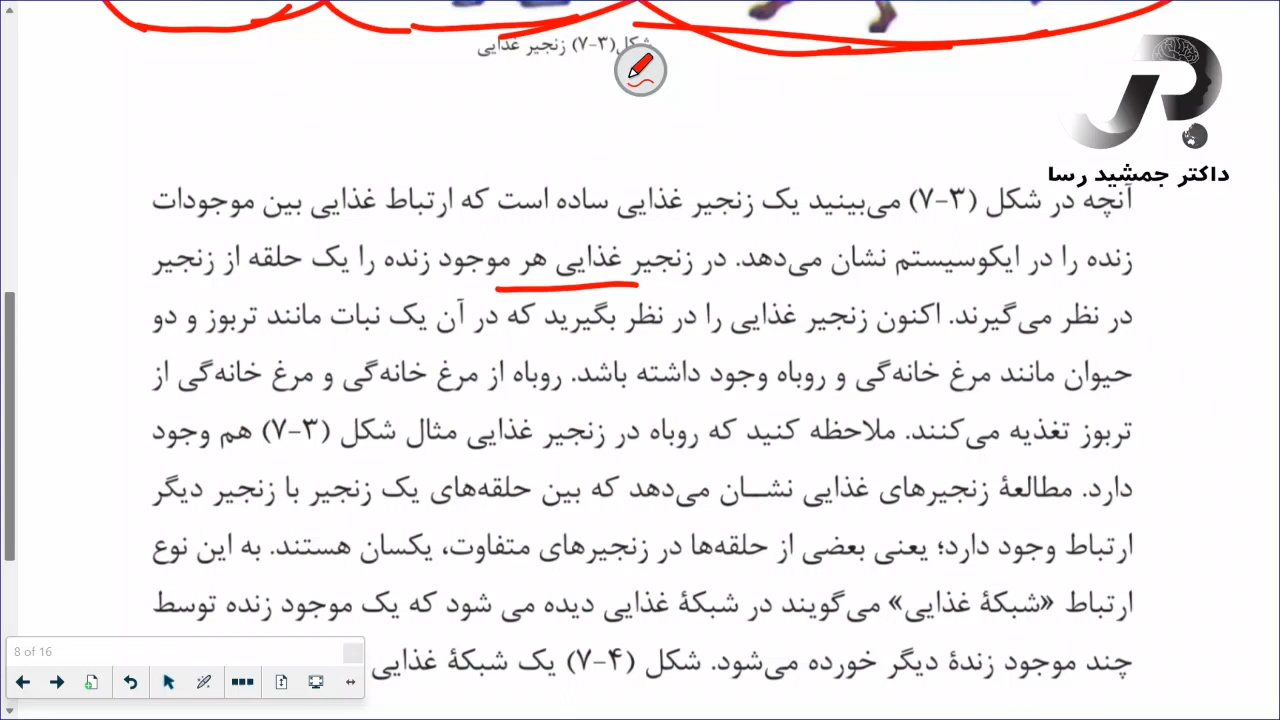 شکل(۳-۷) زنجیر غذایی
داکتر جمشید رسا
آنچه در شکل (۳-۷) می‌بینید یک زنجیر غذایی ساده است که ارتباط غذایی بین موجودات
زنده را در ایکوسیستم نشان می‌دهد. در زنجیر غذایی هر موجود زنده را یک حلقه از زنجیر
در نظر می‌گیرند. اکنون زنجیر غذایی را در نظر بگیرید که در آن یک نبات مانند تربوز و دو
حیوان مانند مرغ خانه‌گی و روباه وجود داشته باشد. روباه از مرغ خانه‌گی و مرغ خانه‌گی از
تربوز تغذیه می‌کنند. ملاحظه کنید که روباه در زنجیر غذایی مثال شکل (۳-۷) هم وجود
دارد. مطالعهٔ زنجیرهای غذایی نشــان می‌دهد که بین حلقه‌های یک زنجیر با زنجیر دیگر
ارتباط وجود دارد؛ یعنی بعضی از حلقه‌ها در زنجیرهای متفاوت، یکسان هستند. به این نوع
ارتباط «شبکهٔ غذایی» می‌گویند در شبکهٔ غذایی دیده می شود که یک موجود زنده توسط
چند موجود زندهٔ دیگر خورده می‌شود. شکل (۴-۷) یک شبکهٔ غذایی
8 of 16